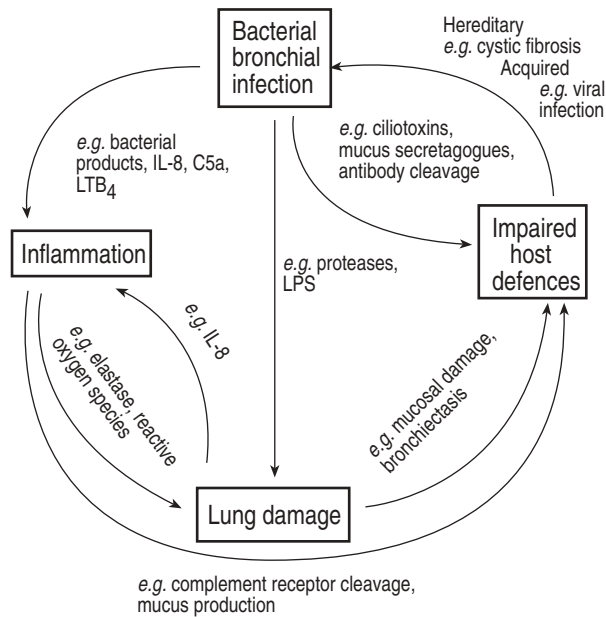 Bacterial
bronchial
infection
Hereditary
e.g. cystic fibrosis
Acquired
e.g. viral
infection
e.g. ciliotoxins,
mucus secretagogues,
antibody cleavage
e.g. bacterial
products, IL-8, C5a,
LTB4
Inflammation
Impaired
host
defences
e.g. proteases,
LPS
e.g. IL-8
e.g. elastase, reactive
oxygen species
e.g. mucosal damage,
bronchiectasis
Lung damage
e.g. complement receptor cleavage,
mucus production